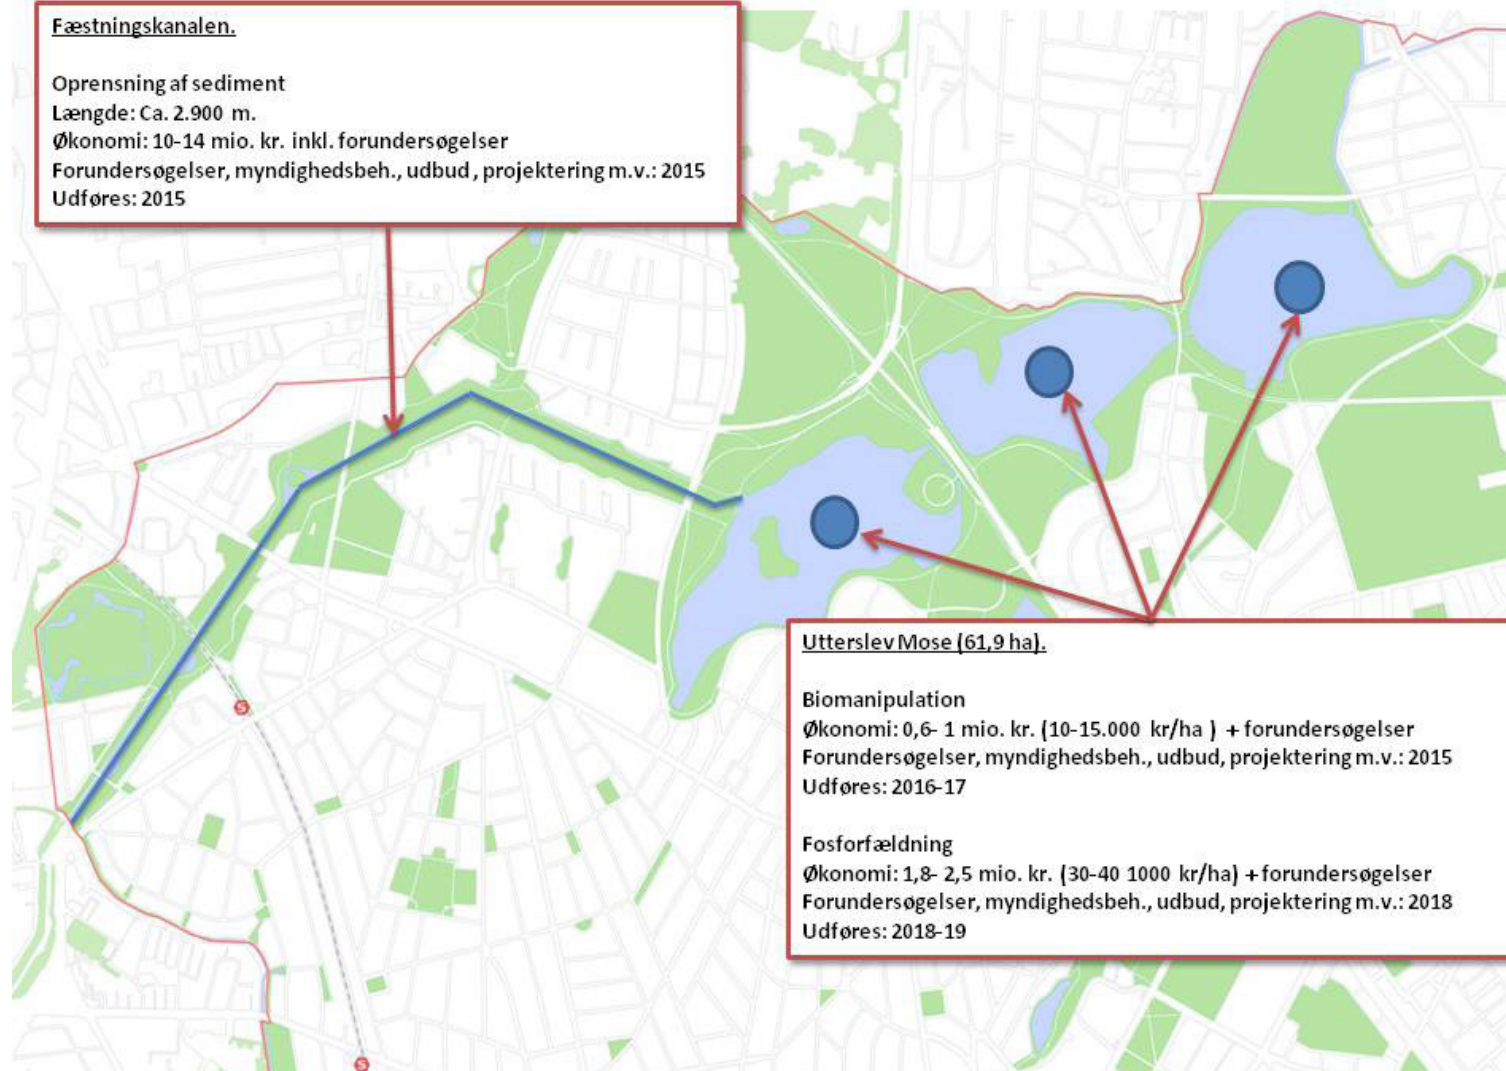 Fæstningskanalen.
Oprensning af sediment
Længde: Ca. 2.900 m.
Økonomi: 10-14 mio. kr. inkl. forundersøgelser
Forundersøgelser, myndighedsbeh., udbud, projektering m.v.: 2015
Udføres: 2015
Utterslev Mose (61,9 ha).
Biomanipulation
Økonomi: 0,6- 1 mio. kr. (10-15.000 kr/ha ) + forundersøgelser
Forundersøgelser, myndighedsbeh., udbud, projektering m.v.: 2015
Udføres: 2016-17
Fosforfældning
Økonomi: 1,8- 2,5 mio. kr. (30-40 1000 kr/ha) + forundersøgelser
Forundersøgelser, myndighedsbeh., udbud, projektering m.v.: 2018
Udføres: 2018-19
S
S